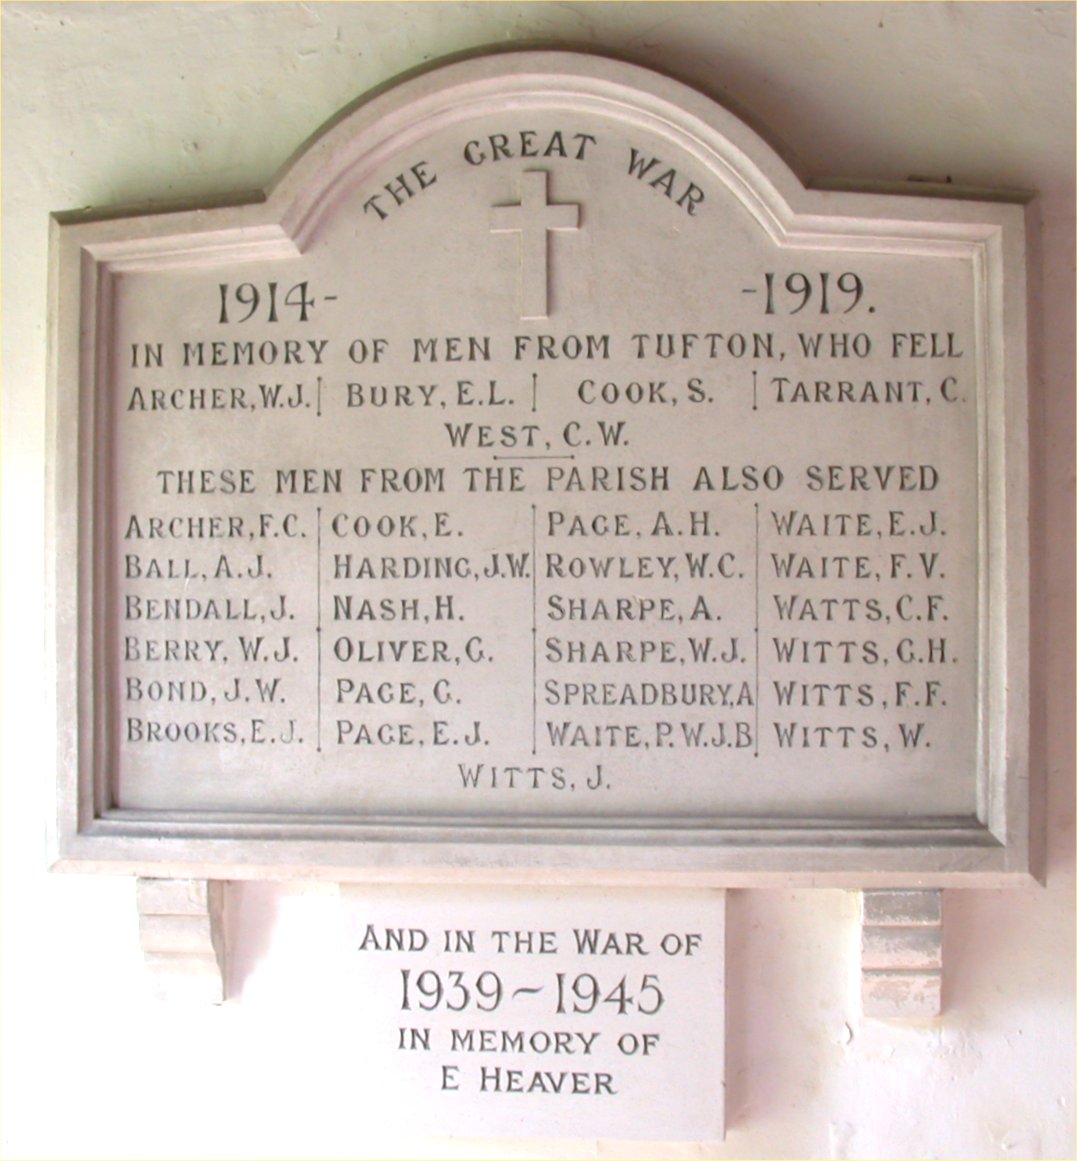 THE GREAT WAR
1914- -1919.
IN MEMORY OF MEN FROM TUFTON, WHO FELL
ARCHER, W.J. BURY, E.L. COOK, S. TARRANT, C.
WEST, C.W.
THESE MEN FROM THE PARISH ALSO SERVED
ARCHER, F.C. COOK, E. PAGE, A.H. WAITE, E.J.
BALL, A.J. HARDING, J.W. ROWLEY, W.C. WAITE, F.V.
BENDALL, J. NASH, H. SHARPE, A. WATTS, C.F.
BERRY, W.J. OLIVER, G. SHARPE, W.J. WITTS, G.H.
BOND, J.W. PAGE, C. SPREADBURY, A WITTS, F.F.
BROOKS, E.J. PAGE, E.J. WAITE, P.W.J.B WITTS, W.
WITTS, J.
AND IN THE WAR OF
1939~1945
IN MEMORY OF
E HEAVER